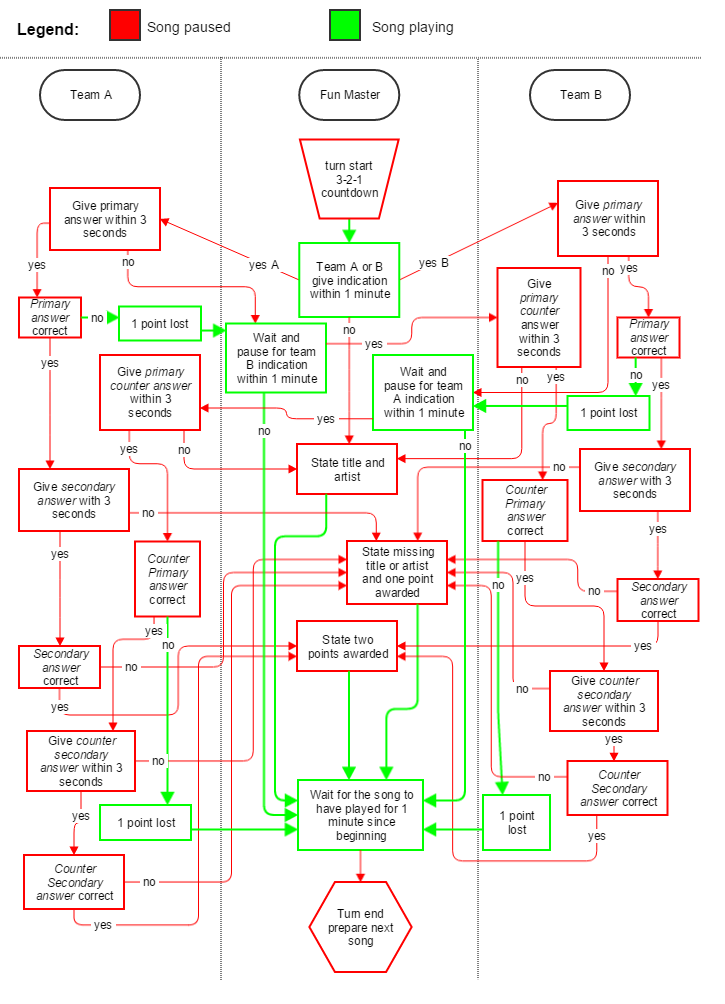 Legend:
Song paused
Song playing
Team A
Fun Master
Team B
turn start
3-2-1
countdown
Give primary
answer within 3
seconds
Give primary
answer within
3 seconds
yes A
yes B
Team A or B
give indication
within 1 minute
yes
no
no
yes
Give
primary
counter
answer
within 3
seconds
Primary
answer
correct
no
1 point lost
Wait and
pause for team
B indication
within 1 minute
no
yes
Primary
answer
correct
yes
Give primary
counter answer
within 3
seconds
Wait and
pause for team
A indication
within 1 minute
no
yes
no
yes
1 point lost
yes
yes
no
no
no
no
State title and
artist
no
Give secondary
answer with 3
seconds
Give secondary
answer with 3
seconds
no
Counter
Primary
answer
correct
yes
yes
Counter
Primary
answer
correct
State missing
title or artist
and one point
awarded
no
yes
no
Secondary
answer
correct
yes
no
State two
points awarded
yes
Secondary
answer
correct
no
yes
Give counter
secondary
answer within 3
seconds
no
Give counter
secondary
answer within 3
seconds
no
yes
Wait for the song to
have played for 1
minute since
beginning
no
Counter
Secondary
answer correct
yes
1 point lost
1 point
lost
yes
Counter
Secondary
answer correct
no
yes
Turn end
prepare next
song